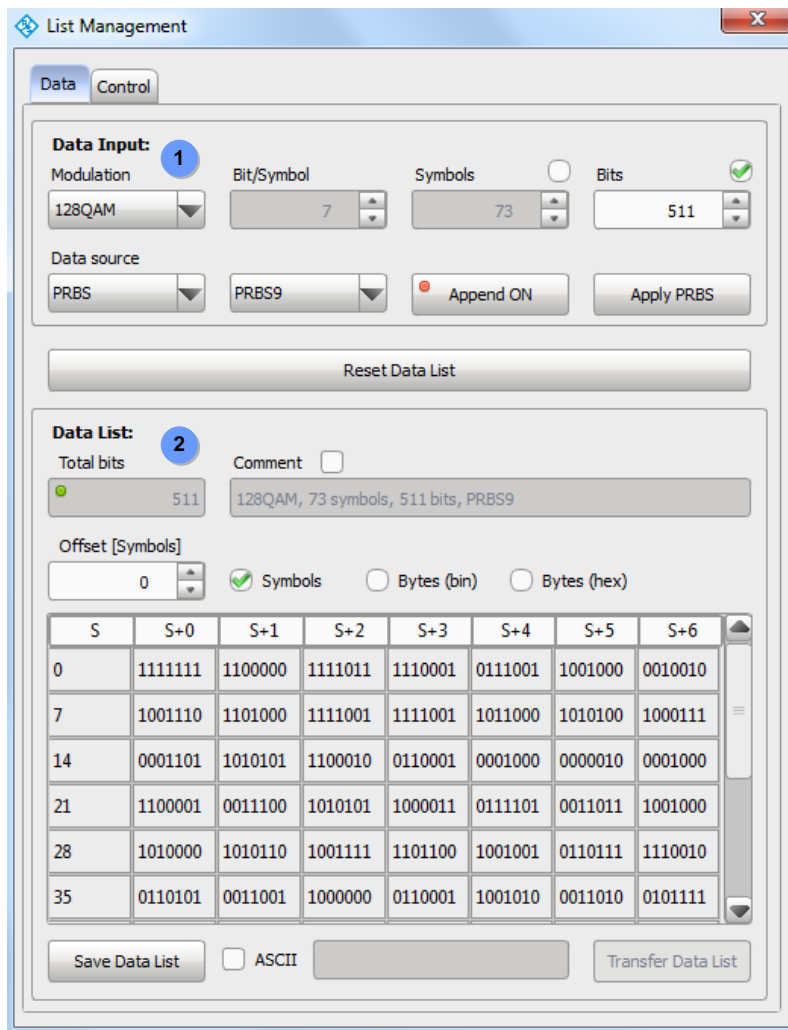 List Management
X
Data Control
Data Input: 1
Modulation Bit/Symbol Symbols Bits
128QAM 7 73 511
Data source
PRBS PRBS9 Append ON Apply PRBS
Reset Data List
Data List: 2
Total bits Comment
511 128QAM, 73 symbols, 511 bits, PRBS9
Offset [Symbols]
0 Symbols Bytes (bin) Bytes (hex)
S S+0 S+1 S+2 S+3 S+4 S+5 S+6
0 1111111 1100000 1111011 1110001 0111001 1001000 0010010
7 1001110 1101000 1111001 1111001 1011000 1010100 1000111
14 0001101 1010101 1100010 0110001 0001000 0000010 0001000
21 1100001 0011100 1010101 1000011 0111101 0011011 1001000
28 1010000 1010110 1001111 1101100 1001001 0110111 1110010
35 0110101 0011001 1000000 0110001 1001010 0011010 0101111
Save Data List ASCII Transfer Data List